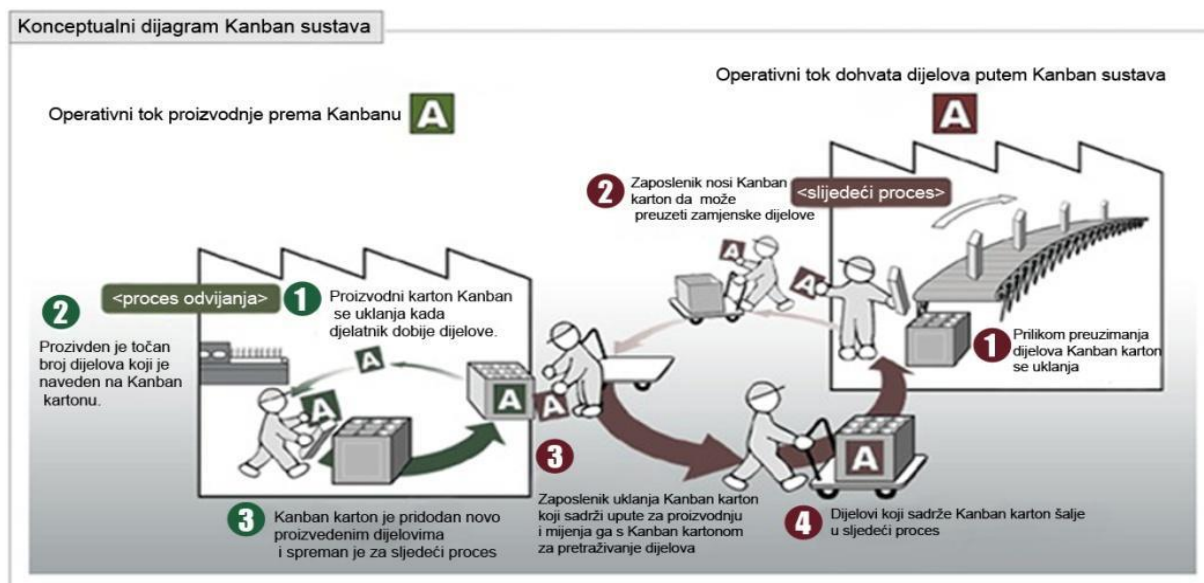 Konceptualni dijagram Kanban sustava
Operativni tok dohvata dijelova putem Kanban sustava
A
Operativni tok proizvodnje prema Kanbanu
A
2
Zaposlenik nosi Kanban
karton da može
preuzeti zamjenske dijelove
<slijedeći proces>
A
A
1
Prilikom preuzimanja
dijelova Kanban karton
se uklanja
<proces odvijanja>
1
Proizvodni karton Kanban
se uklanja kada
djelatnik dobije dijelove.
2
Prozivden je točan
broj dijelova koji je
naveden na Kanban
kartonu.
A
A
A
A
3
Kanban karton je pridodan novo
proizvedenim dijelovima
i spreman je za sljedeći proces
3
Zaposlenik uklanja Kanban karton
koji sadrži upute za proizvodnju
i mijenja ga s Kanban kartonom
za pretraživanje dijelova
A
4
Dijelovi koji sadrže Kanban karton šalje
u sljedeći proces